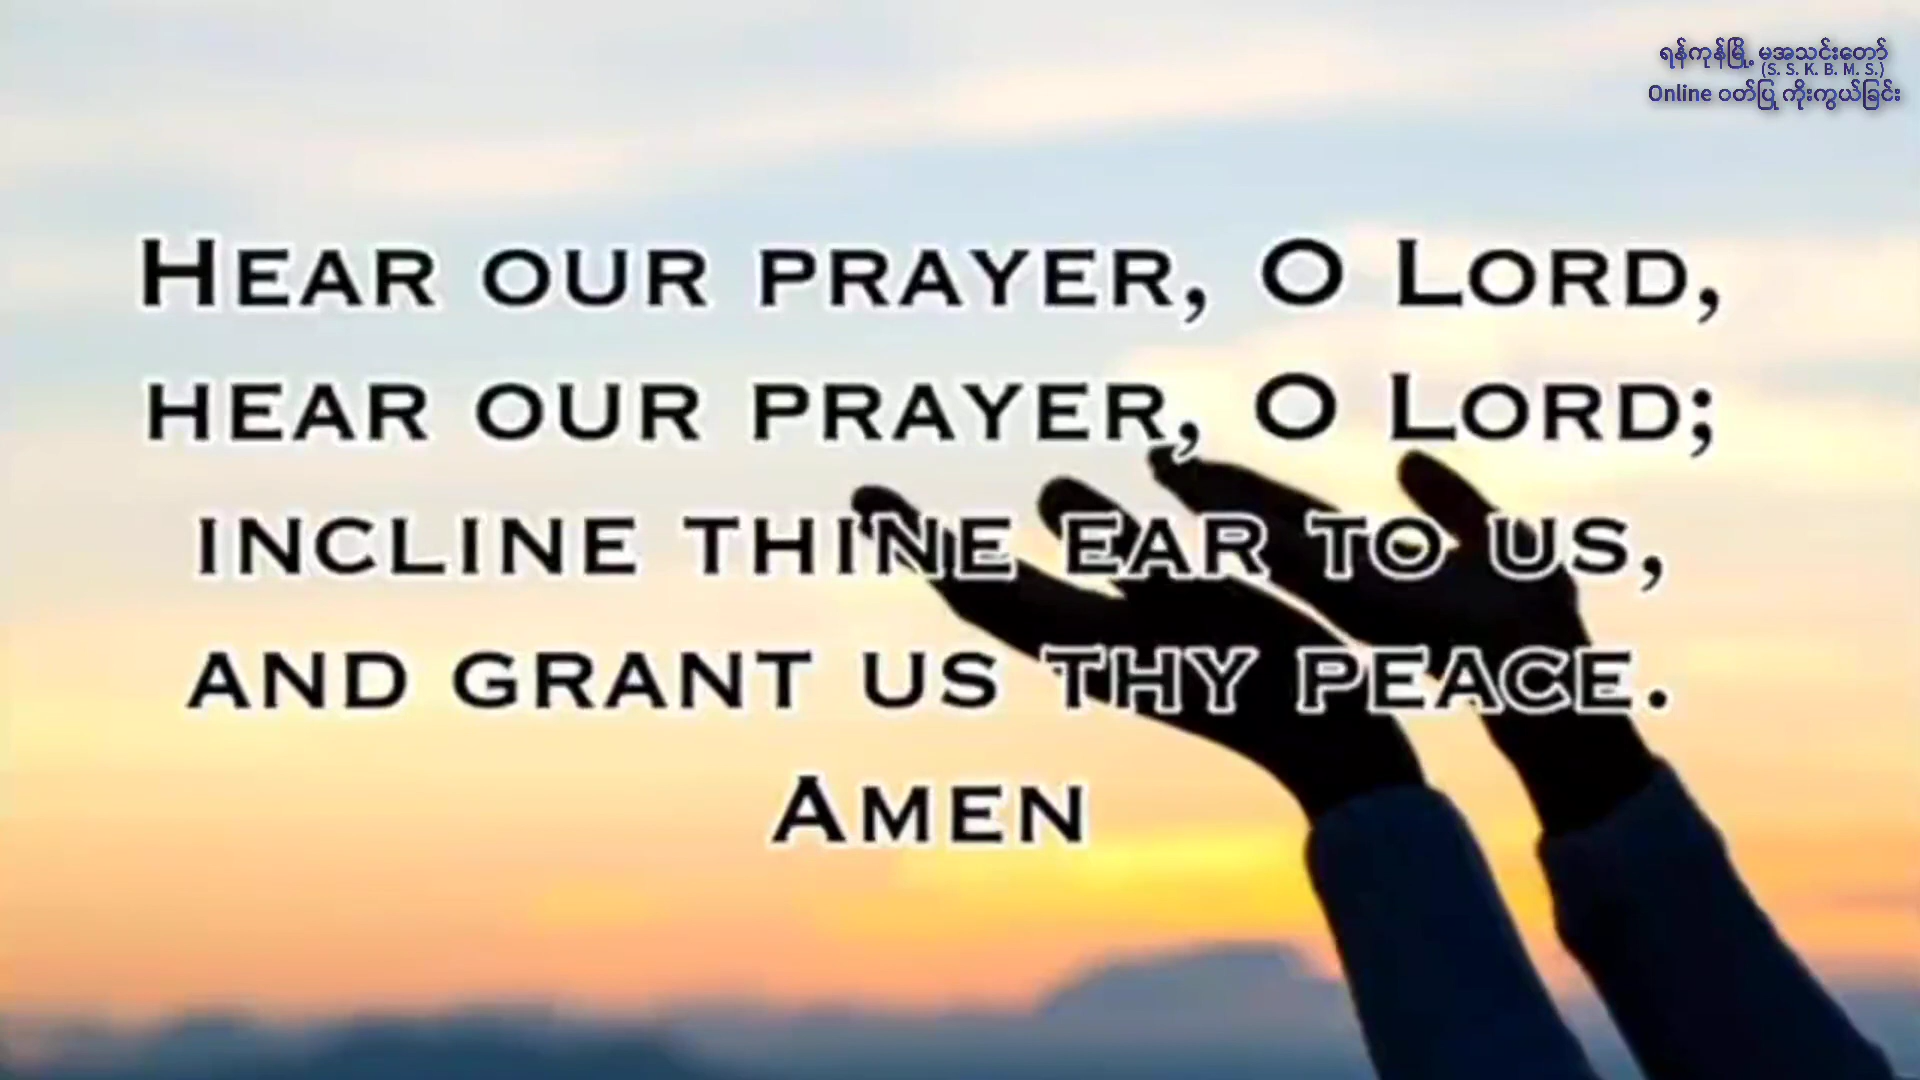 ရန်ကုန်မြို့ မအသင်းတော်
(S. S. K. B. M. S.)
Online ဝတ်ပြု ကိုးကွယ်ခြင်း
HEAR OUR PRAYER, O LORD,
HEAR OUR PRAYER, O LORD;
INCLINE THINE EAR TO US,
AND GRANT US THY PEACE.
AMEN